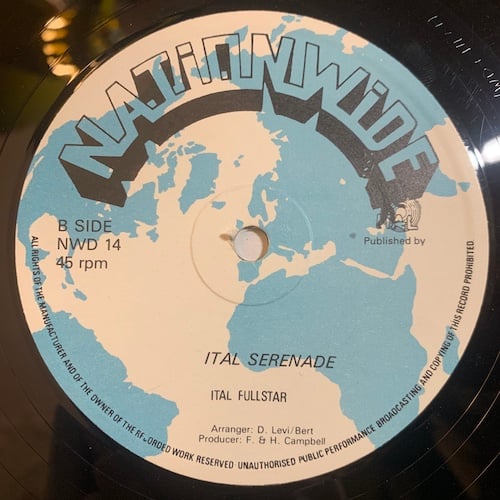 NATIONWIDE
B SIDE
NWD 14
45 rpm
Published by
ITAL SERENADE
ITAL FULLSTAR
Arranger: D. Levi/Bert
Producer: F. & H. Campbell
ALL RIGHTS OF THE MANUFACTURER AND OF THE OWNER OF THE RECORDED WORK RESERVED UNAUTHORISED PUBLIC PERFORMANCE BROADCASTING AND COPYING OF THIS RECORD PROHIBITED